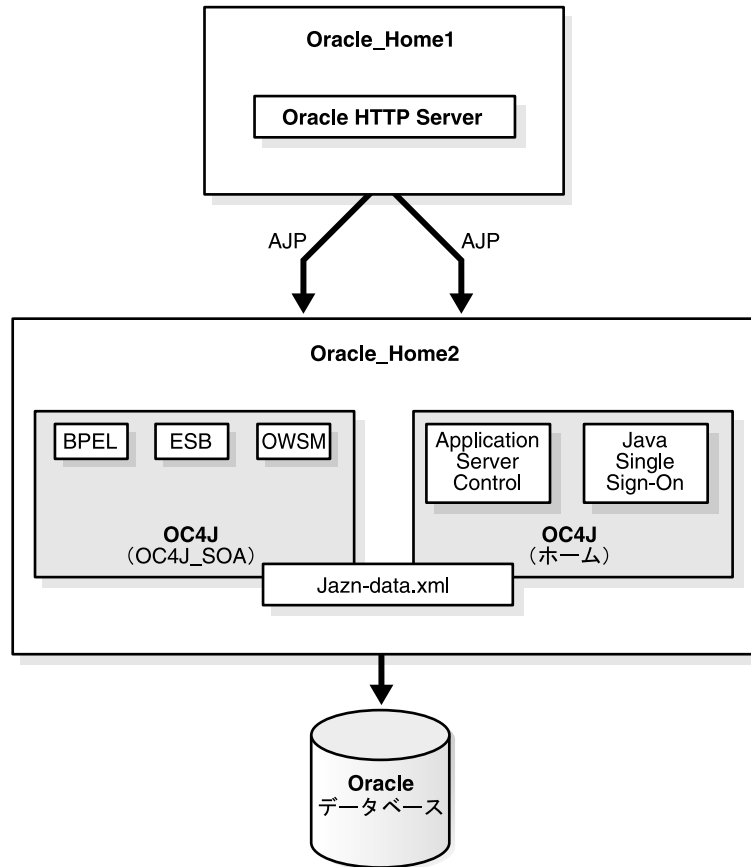 Oracle_Home1
Oracle HTTP Server
AJP
AJP
Oracle_Home2
BPEL
ESB
OWSM
OC4J
（OC4J_SOA）
Application
Server
Control
Java
Single
Sign-On
OC4J
（ホーム）
Jazn-data.xml
Oracle
データベース